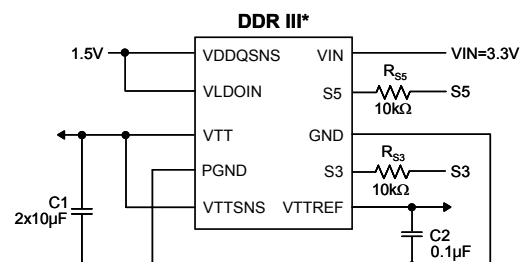 DDR III*
1.5V
VDDQSNS
VIN
VIN=3.3V
VLDOIN
S5
RS5
10kΩ
S5
VTT
GND
PGND
S3
RS3
10kΩ
S3
C1
2x10µF
VTTSNS
VTTREF
C2
0.1µF